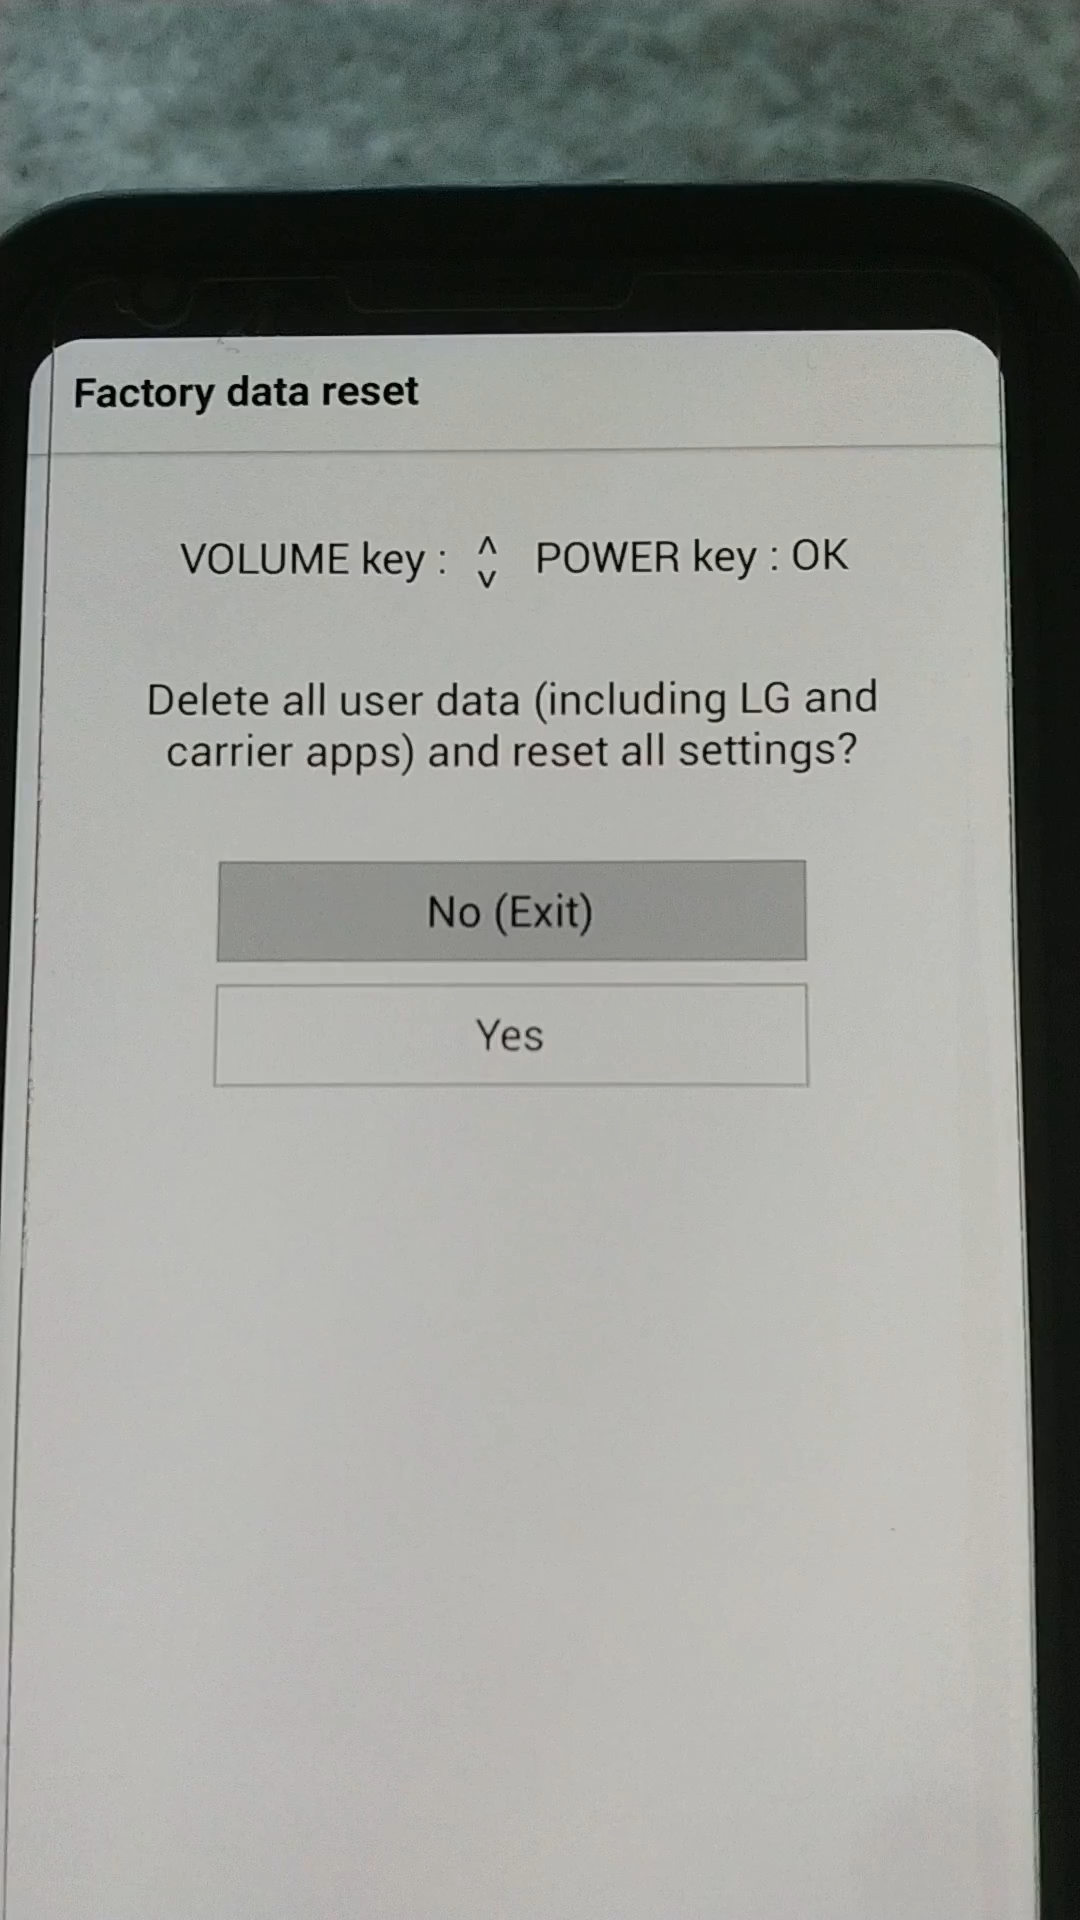 Factory data reset
VOLUME key : ^ v POWER key : OK
Delete all user data (including LG and
carrier apps) and reset all settings?
No (Exit)
Yes